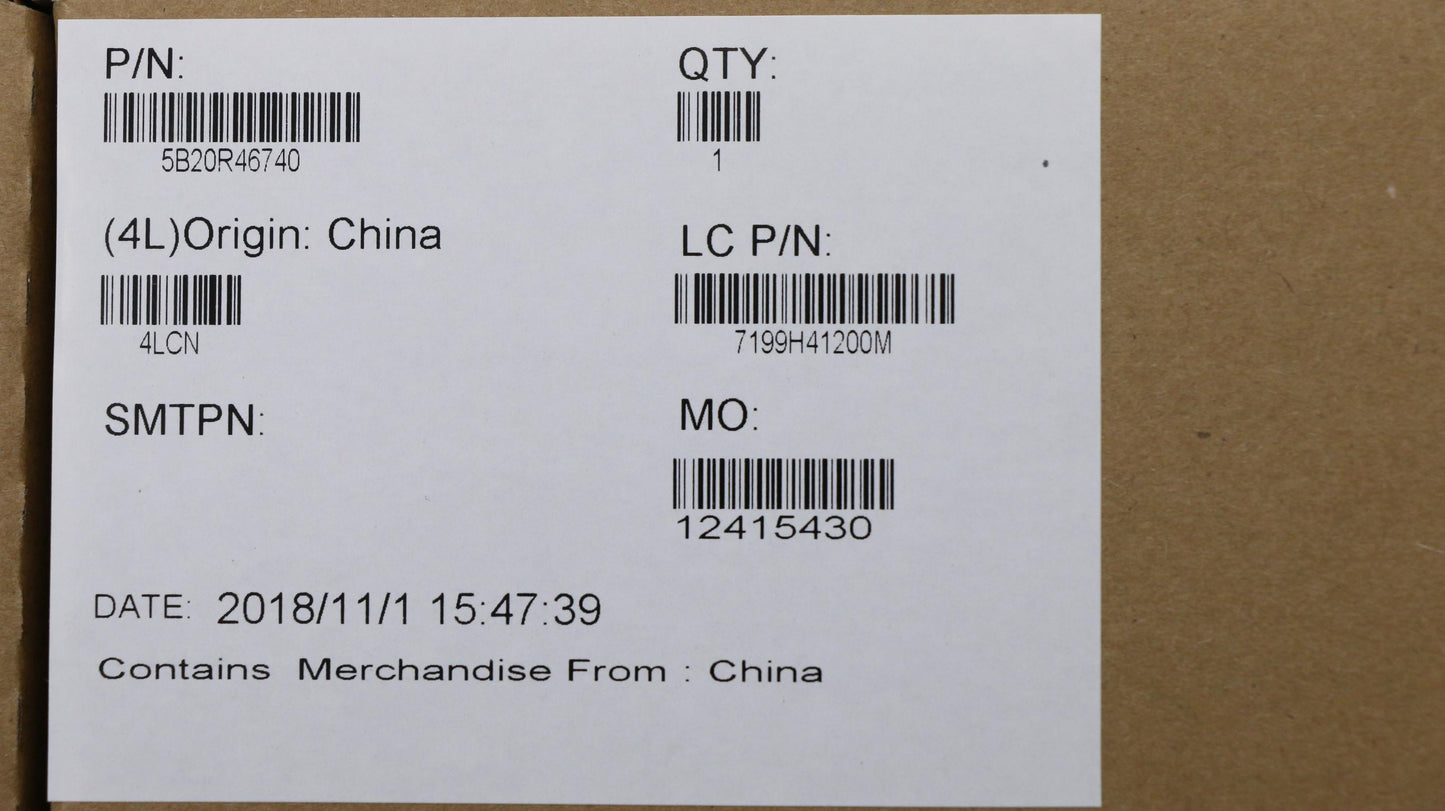 P/N:
5B20R46740
QTY:
1
(4L)Origin: China
4LCN
LC P/N:
7199H41200M
SMTPN:
MO:
12415430
DATE: 2018/11/1 15:47:39
Contains Merchandise From : China